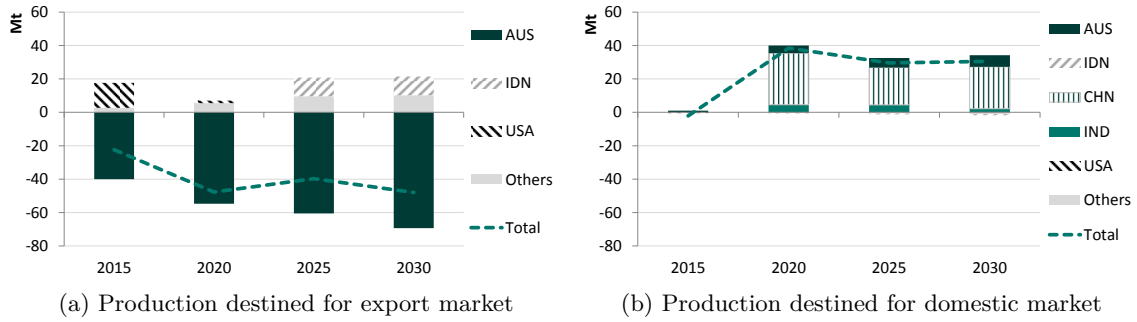 Mt
60
40
20
0
-20
-40
-60
-80
2015 2020 2025 2030
AUS
IDN
USA
Others
Total
(a) Production destined for export market
Mt
60
40
20
0
-20
-40
-60
-80
2015 2020 2025 2030
AUS
IDN
CHN
IND
USA
Others
Total
(b) Production destined for domestic market